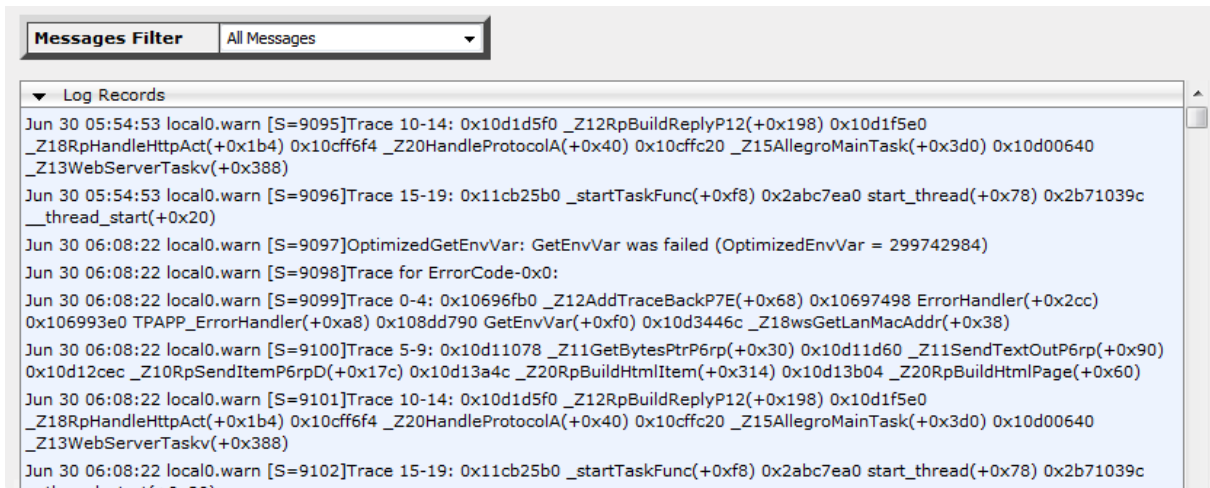 Messages Filter All Messages
Log Records
Jun 30 05:54:53 local0.warn [S=9095]Trace 10-14: 0x10d1d5f0 _Z12RpBuildReplyP12(+0x198) 0x10d1f5e0
_Z18RpHandleHttpAct(+0x1b4) 0x10cff6f4 _Z20HandleProtocolA(+0x40) 0x10cffc20 _Z15AllegroMainTask(+0x3d0) 0x10d00640
_Z13WebServerTaskv(+0x388)
Jun 30 05:54:53 local0.warn [S=9096]Trace 15-19: 0x11cb25b0 _startTaskFunc(+0xf8) 0x2abc7ea0 start_thread(+0x78) 0x2b71039c
__thread_start(+0x20)
Jun 30 06:08:22 local0.warn [S=9097]OptimizedGetEnvVar: GetEnvVar was failed (OptimizedEnvVar = 299742984)
Jun 30 06:08:22 local0.warn [S=9098]Trace for ErrorCode-0x0:
Jun 30 06:08:22 local0.warn [S=9099]Trace 0-4: 0x10696fb0 _Z12AddTraceBackP7E(+0x68) 0x10697498 ErrorHandler(+0x2cc)
0x106993e0 TPAPP_ErrorHandler(+0xa8) 0x108dd790 GetEnvVar(+0xf0) 0x10d3446c _Z18wsGetLanMacAddr(+0x38)
Jun 30 06:08:22 local0.warn [S=9100]Trace 5-9: 0x10d11078 _Z11GetBytesPtrP6rp(+0x30) 0x10d11d60 _Z11SendTextOutP6rp(+0x90)
0x10d12cec _Z10RpSendItemP6rpD(+0x17c) 0x10d13a4c _Z20RpBuildHtmlItem(+0x314) 0x10d13b04 _Z20RpBuildHtmlPage(+0x60)
Jun 30 06:08:22 local0.warn [S=9101]Trace 10-14: 0x10d1d5f0 _Z12RpBuildReplyP12(+0x198) 0x10d1f5e0
_Z18RpHandleHttpAct(+0x1b4) 0x10cff6f4 _Z20HandleProtocolA(+0x40) 0x10cffc20 _Z15AllegroMainTask(+0x3d0) 0x10d00640
_Z13WebServerTaskv(+0x388)
Jun 30 06:08:22 local0.warn [S=9102]Trace 15-19: 0x11cb25b0 _startTaskFunc(+0xf8) 0x2abc7ea0 start_thread(+0x78) 0x2b71039c